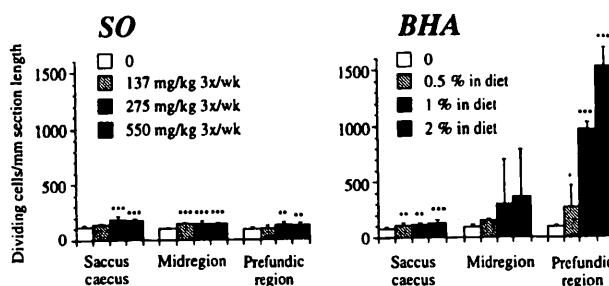 SO
0
137 mg/kg 3x/wk
275 mg/kg 3x/wk
550 mg/kg 3x/wk
1500
1000
500
0
Dividing cells/mm section length
*** *** *** *** *** ** **
Saccus caecus
Midregion
Prefundic region
BHA
0
0.5 % in diet
1 % in diet
2 % in diet
1500
1000
500
0
** ** *** * *** ***
Saccus caecus
Midregion
Prefundic region